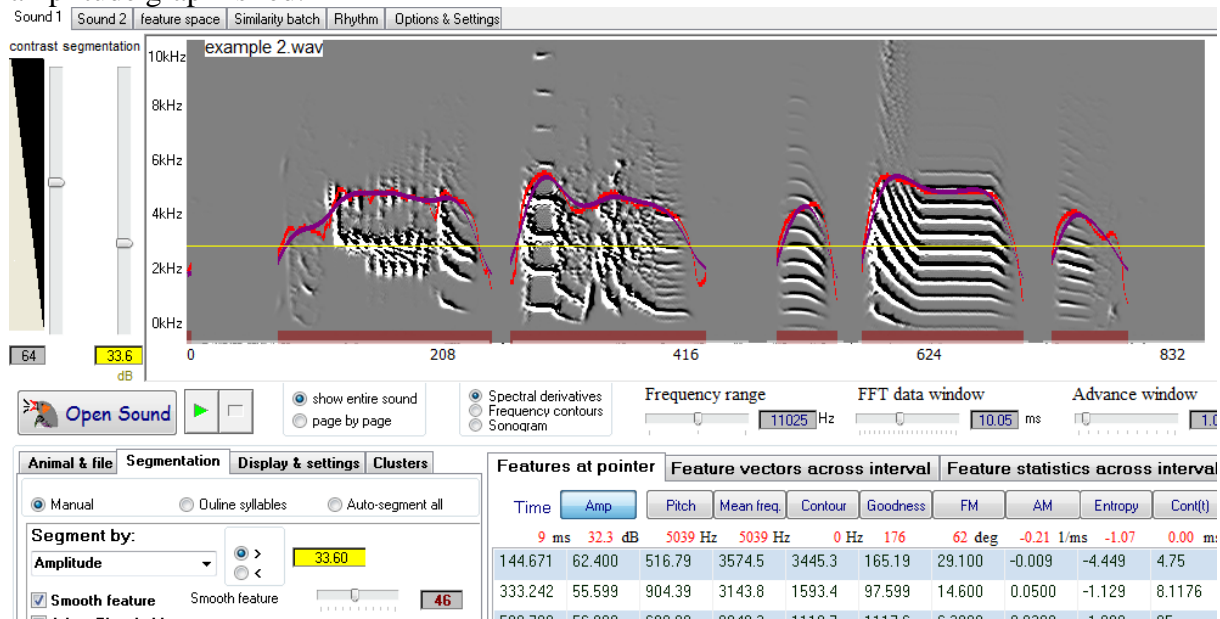 Sound 1 Sound 2 feature space Similarity batch Rhythm Options & Settings
contrast segmentation
example 2.wav
10kHz
8kHz
6kHz
4kHz
2kHz
0kHz
64 33.6
dB
0 208 416 624 832
Open Sound
show entire sound
page by page
Spectral derivatives
Frequency contours
Sonogram
Frequency range
11025 Hz
FFT data window
10.05 ms
Advance window
Animal & file Segmentation Display & settings Clusters
Manual Ouline syllables Auto-segment all
Segment by:
Amplitude
>
<
33.60
Smooth feature Smooth feature 46
Features at pointer Feature vectors across interval Feature statistics across interval
Time Amp Pitch Mean freq. Contour Goodness FM AM Entropy Cont(t)
9 ms 32.3 dB 5039 Hz 5039 Hz 0 Hz 176 62 deg -0.21 1/ms -1.07 0.00 ms
144.671 62.400 516.79 3574.5 3445.3 165.19 29.100 -0.009 -4.449 4.75
333.242 55.599 904.39 3143.8 1593.4 97.599 14.600 0.0500 -1.129 8.1176